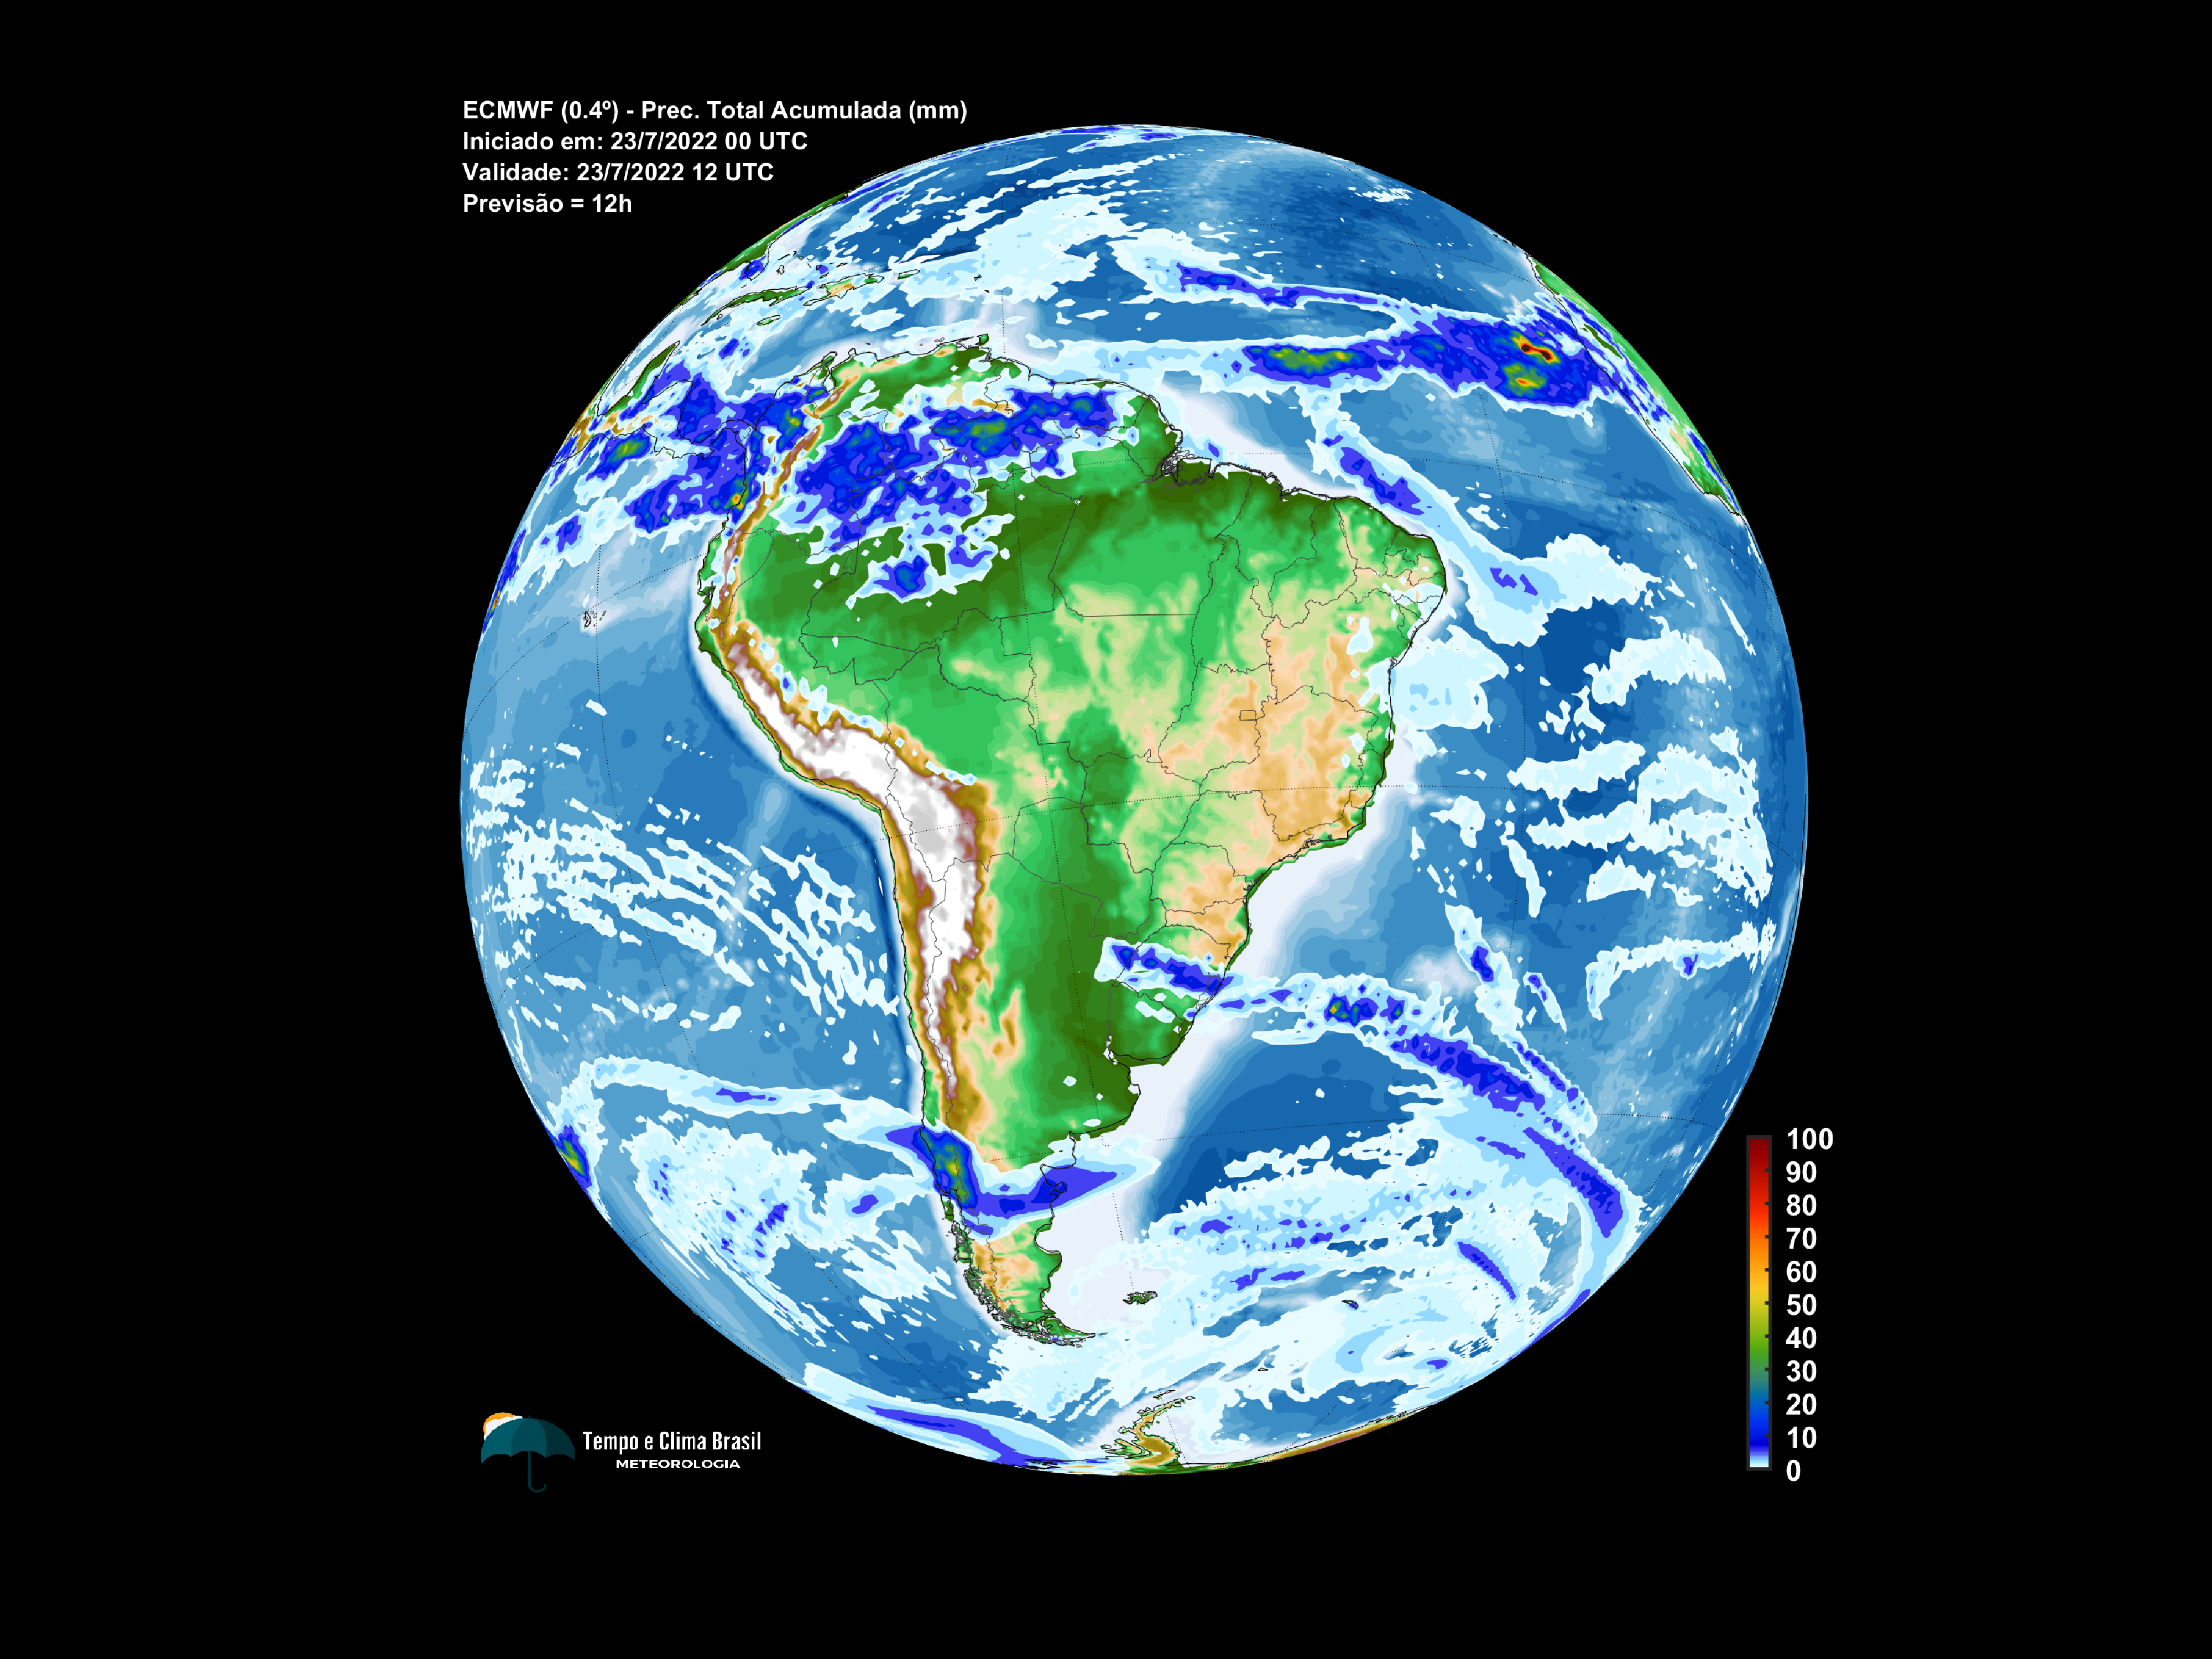 ECMWF (0.4º) - Prec. Total Acumulada (mm)
Iniciado em: 23/7/2022 00 UTC
Validade: 23/7/2022 12 UTC
Previsão = 12h
100
90
80
70
60
50
40
30
20
10
0
Tempo e Clima Brasil
METEOROLOGIA